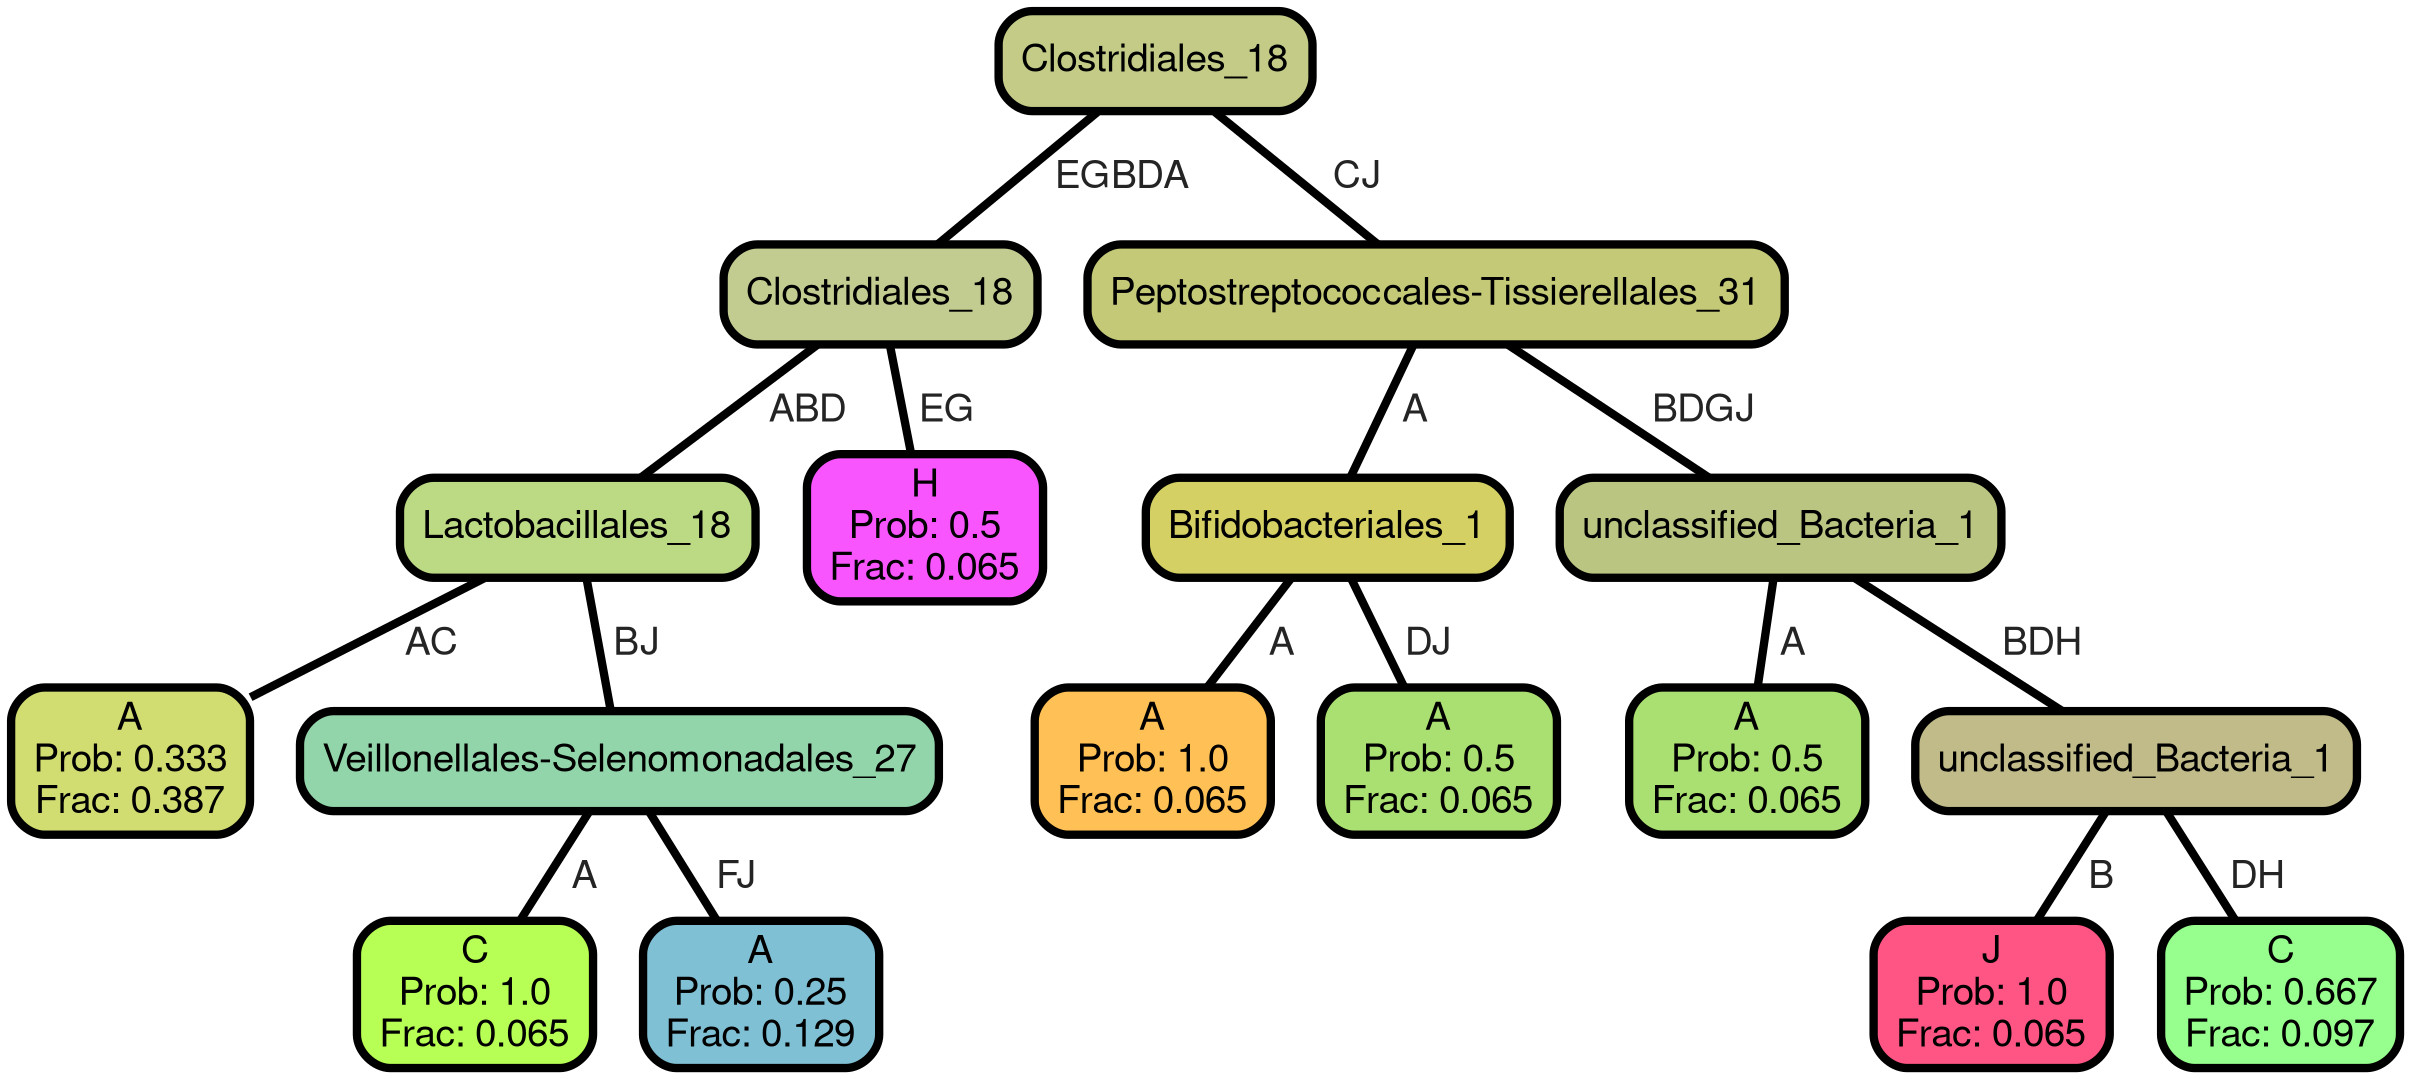 Clostridiales_18
EGBDA
CJ
Clostridiales_18
Peptostreptococcales-Tissierellales_31
ABD
EG
A
BDGJ
Lactobacillales_18
H
Prob: 0.5
Frac: 0.065
Bifidobacteriales_1
unclassified_Bacteria_1
AC
BJ
A
DJ
A
BDH
A
Prob: 0.333
Frac: 0.387
Veillonellales-Selenomonadales_27
A
Prob: 1.0
Frac: 0.065
A
Prob: 0.5
Frac: 0.065
A
Prob: 0.5
Frac: 0.065
unclassified_Bacteria_1
A
FJ
B
DH
C
Prob: 1.0
Frac: 0.065
A
Prob: 0.25
Frac: 0.129
J
Prob: 1.0
Frac: 0.065
C
Prob: 0.667
Frac: 0.097